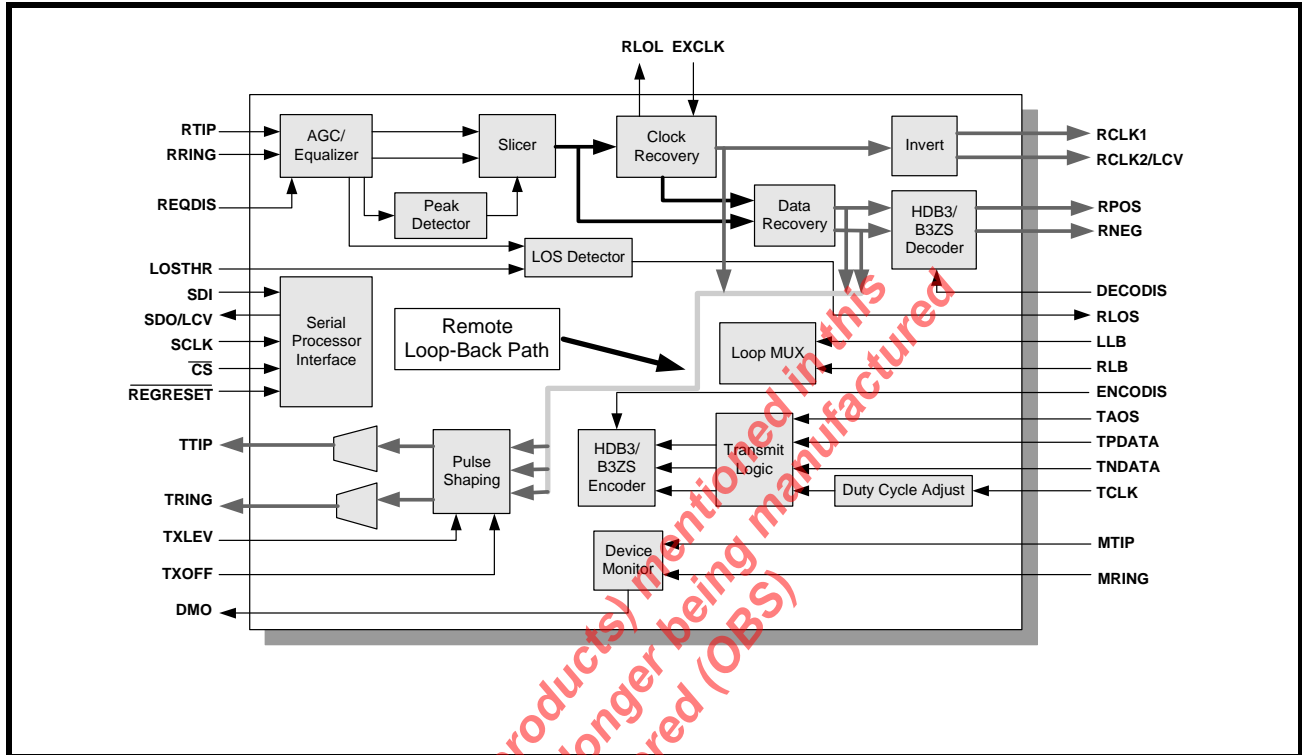 RLOL EXCLK
RTIP
RRING
REQDIS
LOSTHR
SDI
SDO/LCV
SCLK
CS
REGRESET
TTIP
TRING
TXLEV
TXOFF
DMO
AGC/
Equalizer
Peak
Detector
Slicer
LOS Detector
Clock
Recovery
Data
Recovery
Invert
HDB3/
B3ZS
Decoder
Serial
Processor
Interface
Remote
Loop-Back Path
Loop MUX
Pulse
Shaping
HDB3/
B3ZS
Encoder
Transmit
Logic
Duty Cycle Adjust
Device
Monitor
RCLK1
RCLK2/LCV
RPOS
RNEG
DECODIS
RLOS
LLB
RLB
ENCODIS
TAOS
TPDATA
TNDATA
TCLK
MTIP
MRING
roducts) mentioned in this
longer being manufactured
red (OBS)